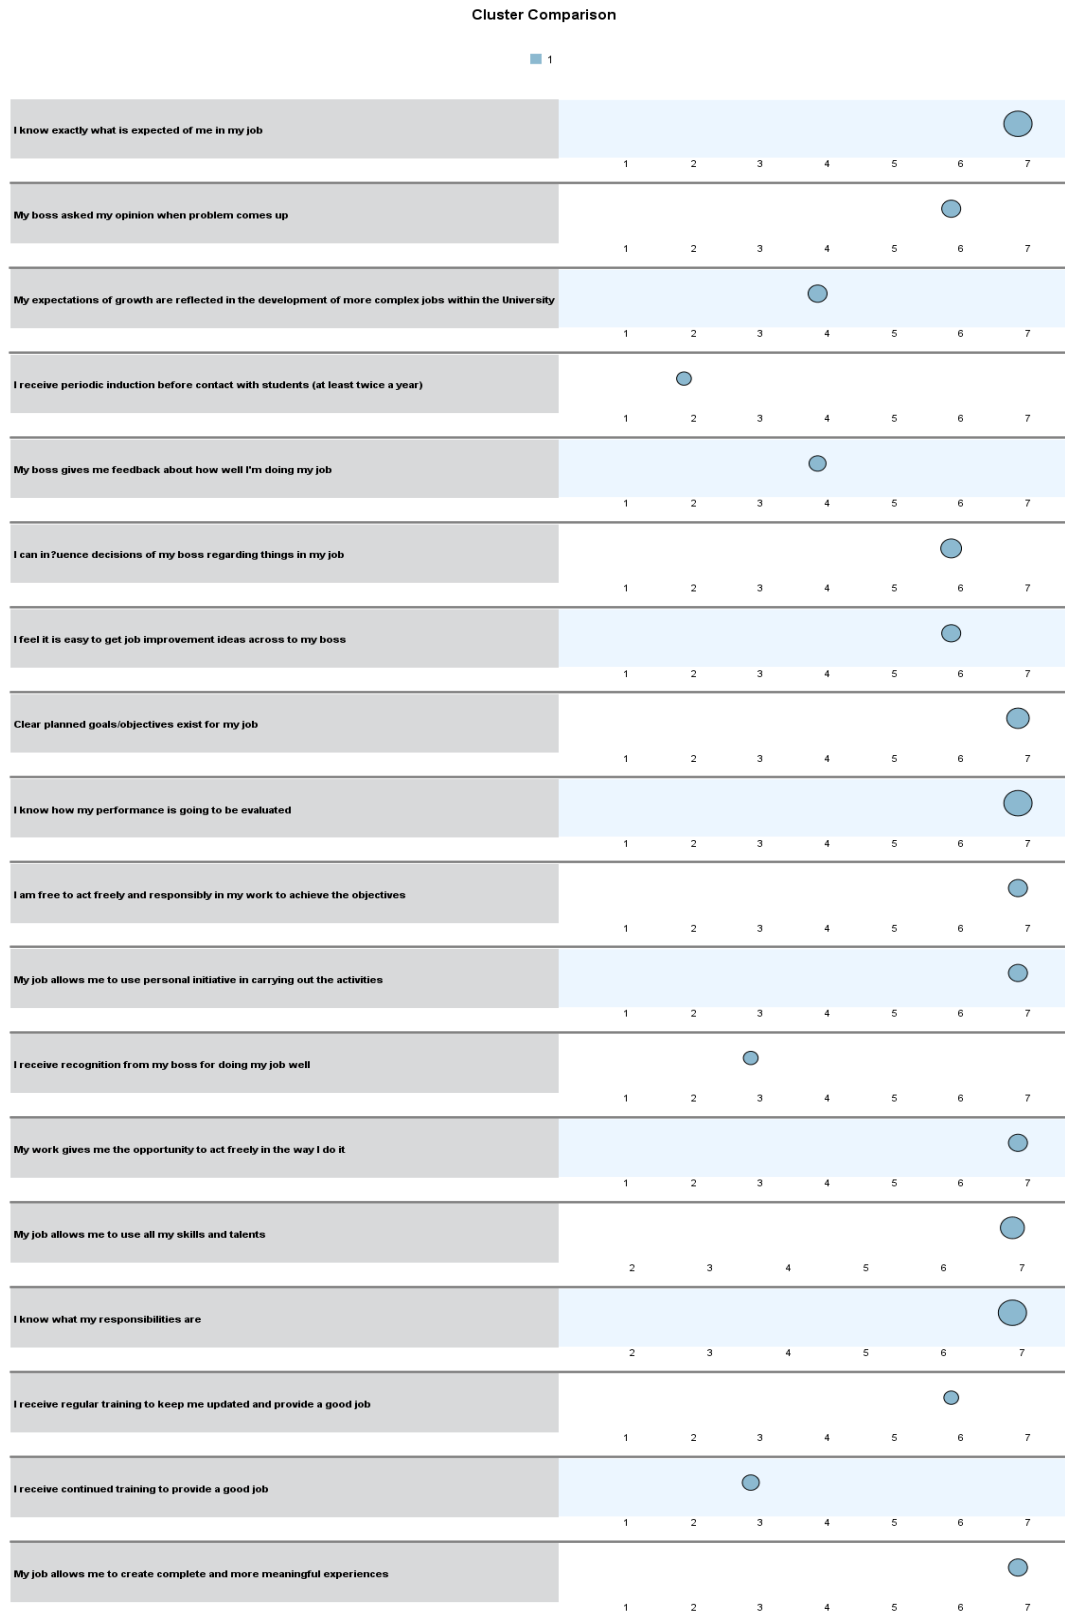 Cluster Comparison
1
I know exactly what is expected of me in my job
1 2 3 4 5 6 7
My boss asked my opinion when problem comes up
1 2 3 4 5 6 7
My expectations of growth are reflected in the development of more complex jobs within the University
1 2 3 4 5 6 7
I receive periodic induction before contact with students (at least twice a year)
1 2 3 4 5 6 7
My boss gives me feedback about how well I'm doing my job
1 2 3 4 5 6 7
I can in?uence decisions of my boss regarding things in my job
1 2 3 4 5 6 7
I feel it is easy to get job improvement ideas across to my boss
1 2 3 4 5 6 7
Clear planned goals/objectives exist for my job
1 2 3 4 5 6 7
I know how my performance is going to be evaluated
1 2 3 4 5 6 7
I am free to act freely and responsibly in my work to achieve the objectives
1 2 3 4 5 6 7
My job allows me to use personal initiative in carrying out the activities
1 2 3 4 5 6 7
I receive recognition from my boss for doing my job well
1 2 3 4 5 6 7
My work gives me the opportunity to act freely in the way I do it
1 2 3 4 5 6 7
My job allows me to use all my skills and talents
2 3 4 5 6 7
I know what my responsibilities are
2 3 4 5 6 7
I receive regular training to keep me updated and provide a good job
1 2 3 4 5 6 7
I receive continued training to provide a good job
1 2 3 4 5 6 7
My job allows me to create complete and more meaningful experiences
1 2 3 4 5 6 7